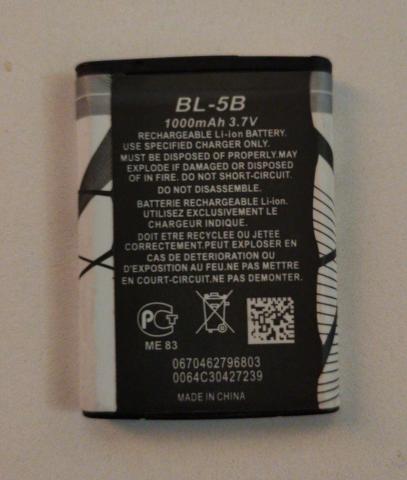 BL-5B
1000mAh 3.7V
RECHARGEABLE Li-ion BATTERY.
USE SPECIFIED CHARGER ONLY.
MUST BE DISPOSED OF PROPERLY.MAY
EXPLODE IF DAMAGED OR DISPOSED
OF IN FIRE. DO NOT SHORT-CIRCUIT.
DO NOT DISASSEMBLE.
BATTERIE RECHARGEABLE Li-ion.
UTILISEZ EXCLUSIVEMENT LE
CHARGEUR INDIQUE
DOIT ETRE RECYCLEE OU JETEE
CORRECTEMENT.PEUT EXPLOSER EN
CAS DE DETERIORATION
AU FEU.NE PAS METTRE
EN COURT-CIRCUIT.NE PAS DEMONTER.
ME 83
0670462796803
0064C30427239
MADE IN CHINA